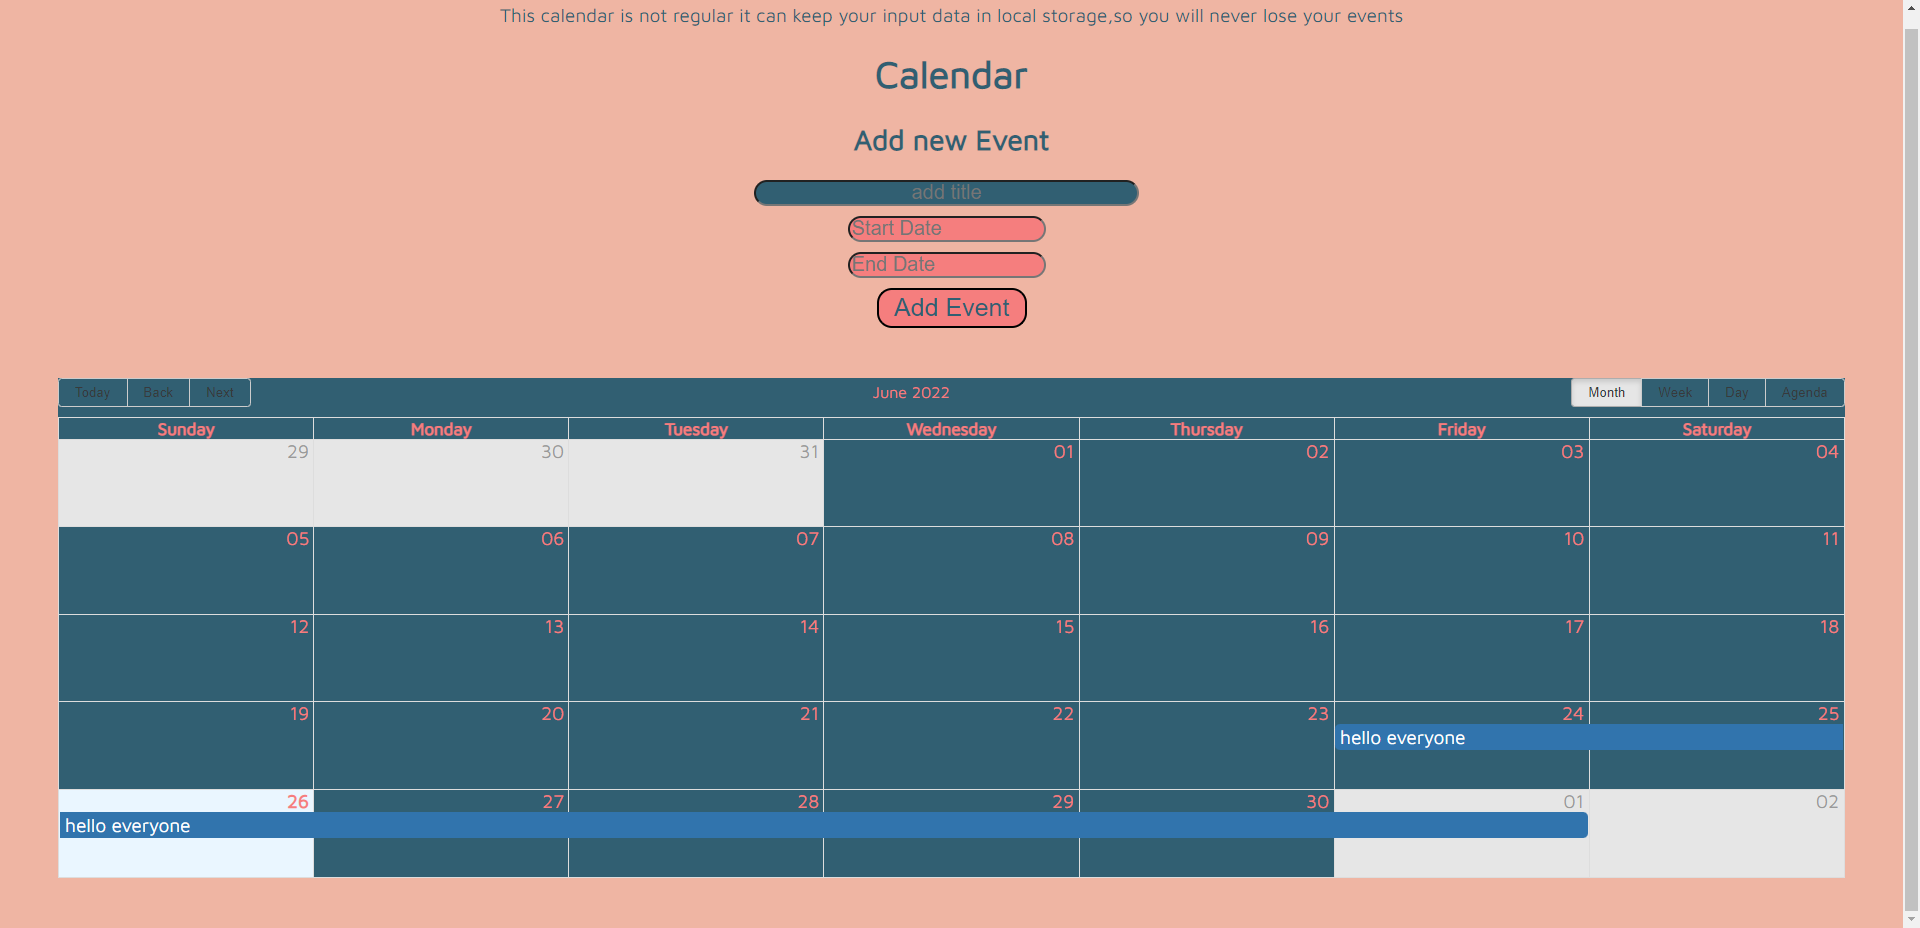 This calendar is not regular it can keep your input data in local storage,so you will never lose your events
Calendar
Add new Event
add title
Start Date
End Date
Add Event
Today Back Next June 2022 Month Week Day Agenda
Sunday Monday Tuesday Wednesday Thursday Friday Saturday
29 30 31 01 02 03 04
05 06 07 08 09 10 11
12 13 14 15 16 17 18
19 20 21 22 23 24 25
hello everyone
26 27 28 29 30 01 02
hello everyone